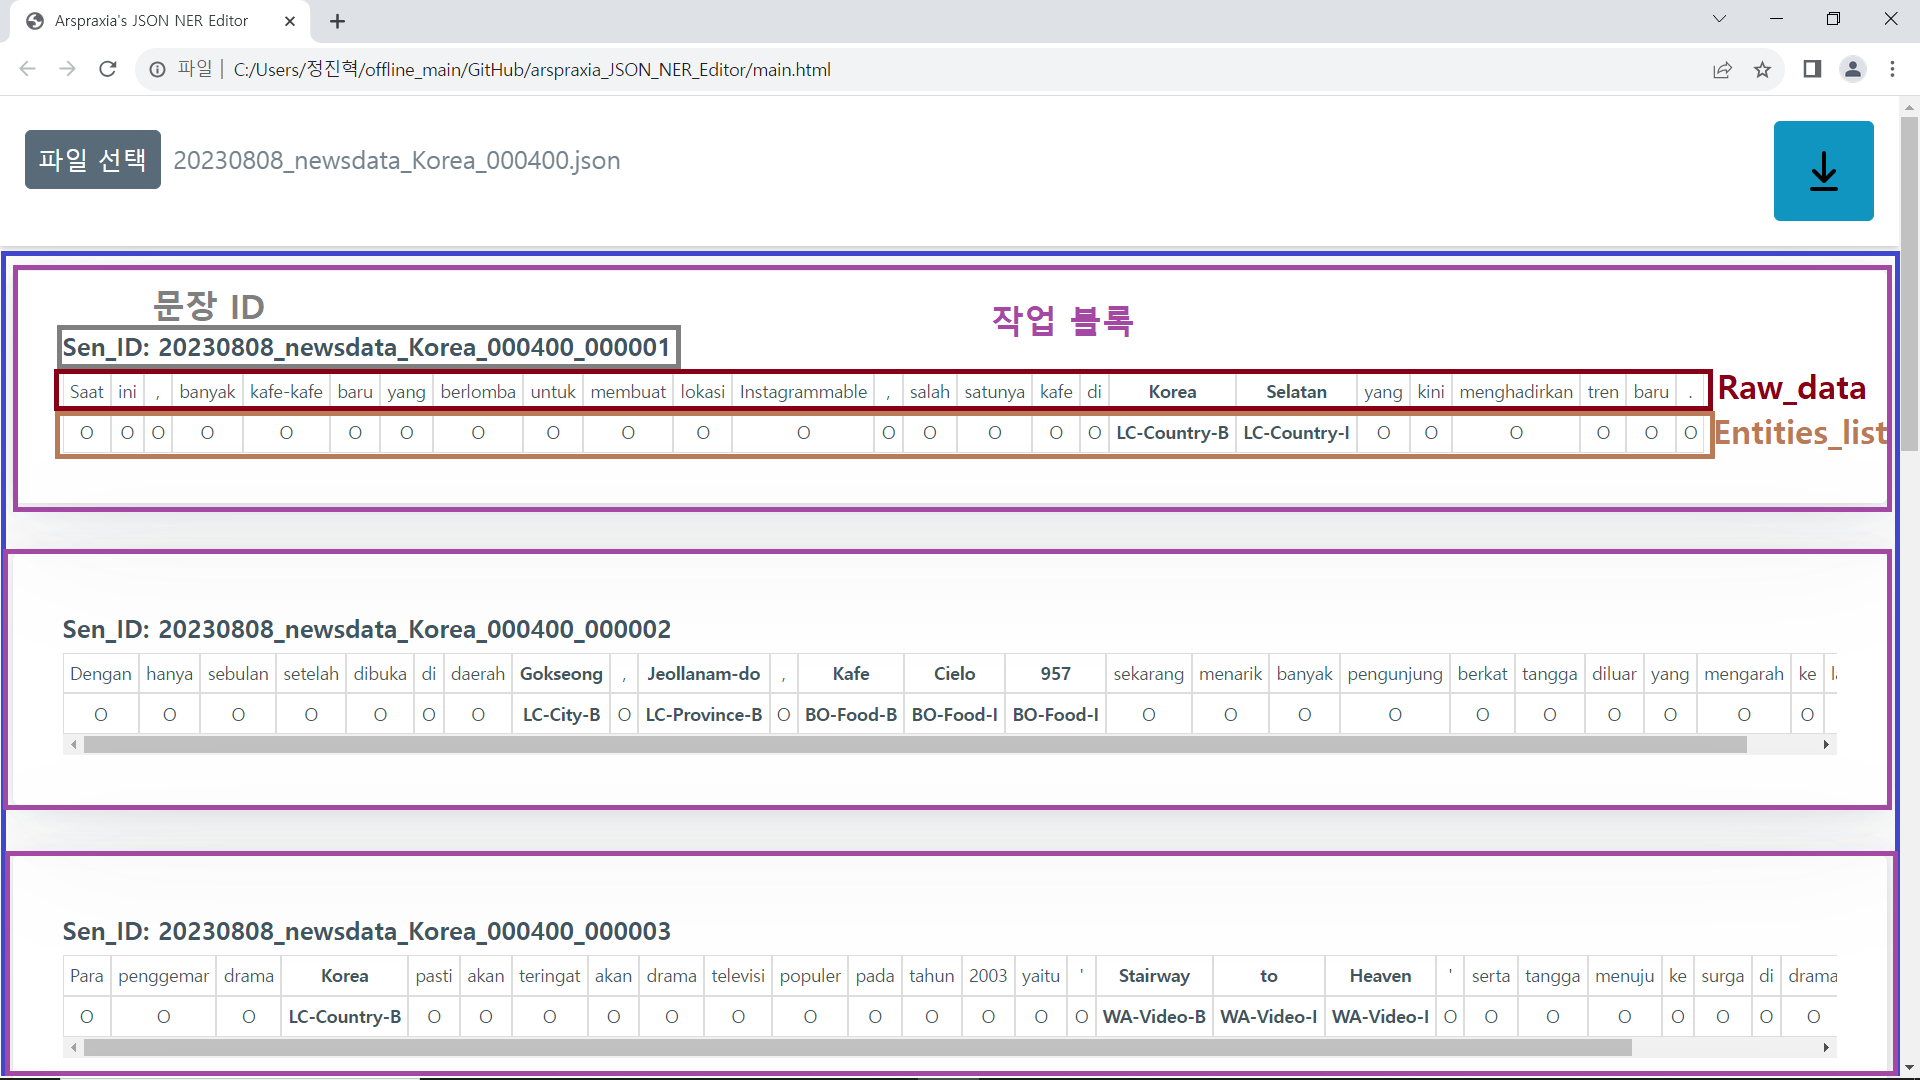 Arspraxia's JSON NER Editor
파일 | C:/Users/정진혁/offline_main/GitHub/arspraxia_JSON_NER_Editor/main.html
파일 선택 20230808_newsdata_Korea_000400.json
문장 ID
작업 블록
Sen_ID: 20230808_newsdata_Korea_000400_000001
Saat ini , banyak kafe-kafe baru yang berlomba untuk membuat lokasi Instagrammable , salah satunya kafe di Korea Selatan yang kini menghadirkan tren baru . Raw_data
O O O O O O O O O O O O O O O O O LC-Country-B LC-Country-I O O O O O O Entities_list
Sen_ID: 20230808_newsdata_Korea_000400_000002
Dengan hanya sebulan setelah dibuka di daerah Gokseong , Jeollanam-do , Kafe Cielo 957 sekarang menarik banyak pengunjung berkat tangga diluar yang mengarah ke
O O O O O O O LC-City-B O LC-Province-B O BO-Food-B BO-Food-I BO-Food-I O O O O O O O O O O
Sen_ID: 20230808_newsdata_Korea_000400_000003
Para penggemar drama Korea pasti akan teringat akan drama televisi populer pada tahun 2003 yaitu ' Stairway to Heaven ' serta tangga menuju ke surga di drama
O O O LC-Country-B O O O O O O O O O O O O WA-Video-B WA-Video-I WA-Video-I O O O O O O O O